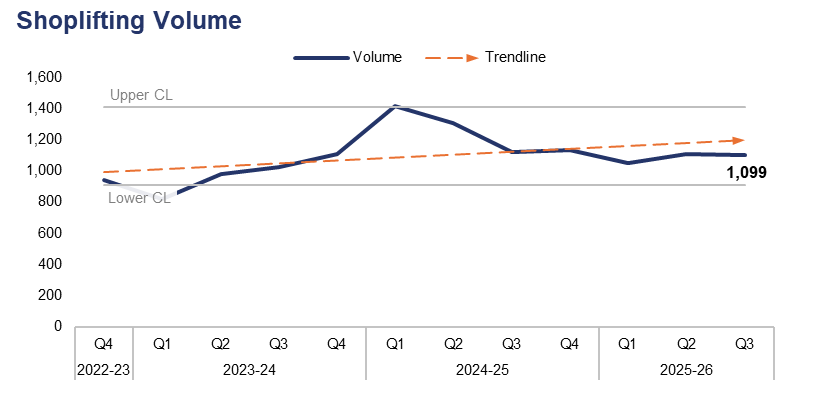 Shoplifting Volume
Volume Trendline
1,600
Upper CL
1,400
1,200
1,000
1,099
Lower CL
800
600
400
200
0
Q4 Q1 Q2 Q3 Q4 Q1 Q2 Q3 Q4 Q1 Q2 Q3
2022-23 2023-24 2024-25 2025-26